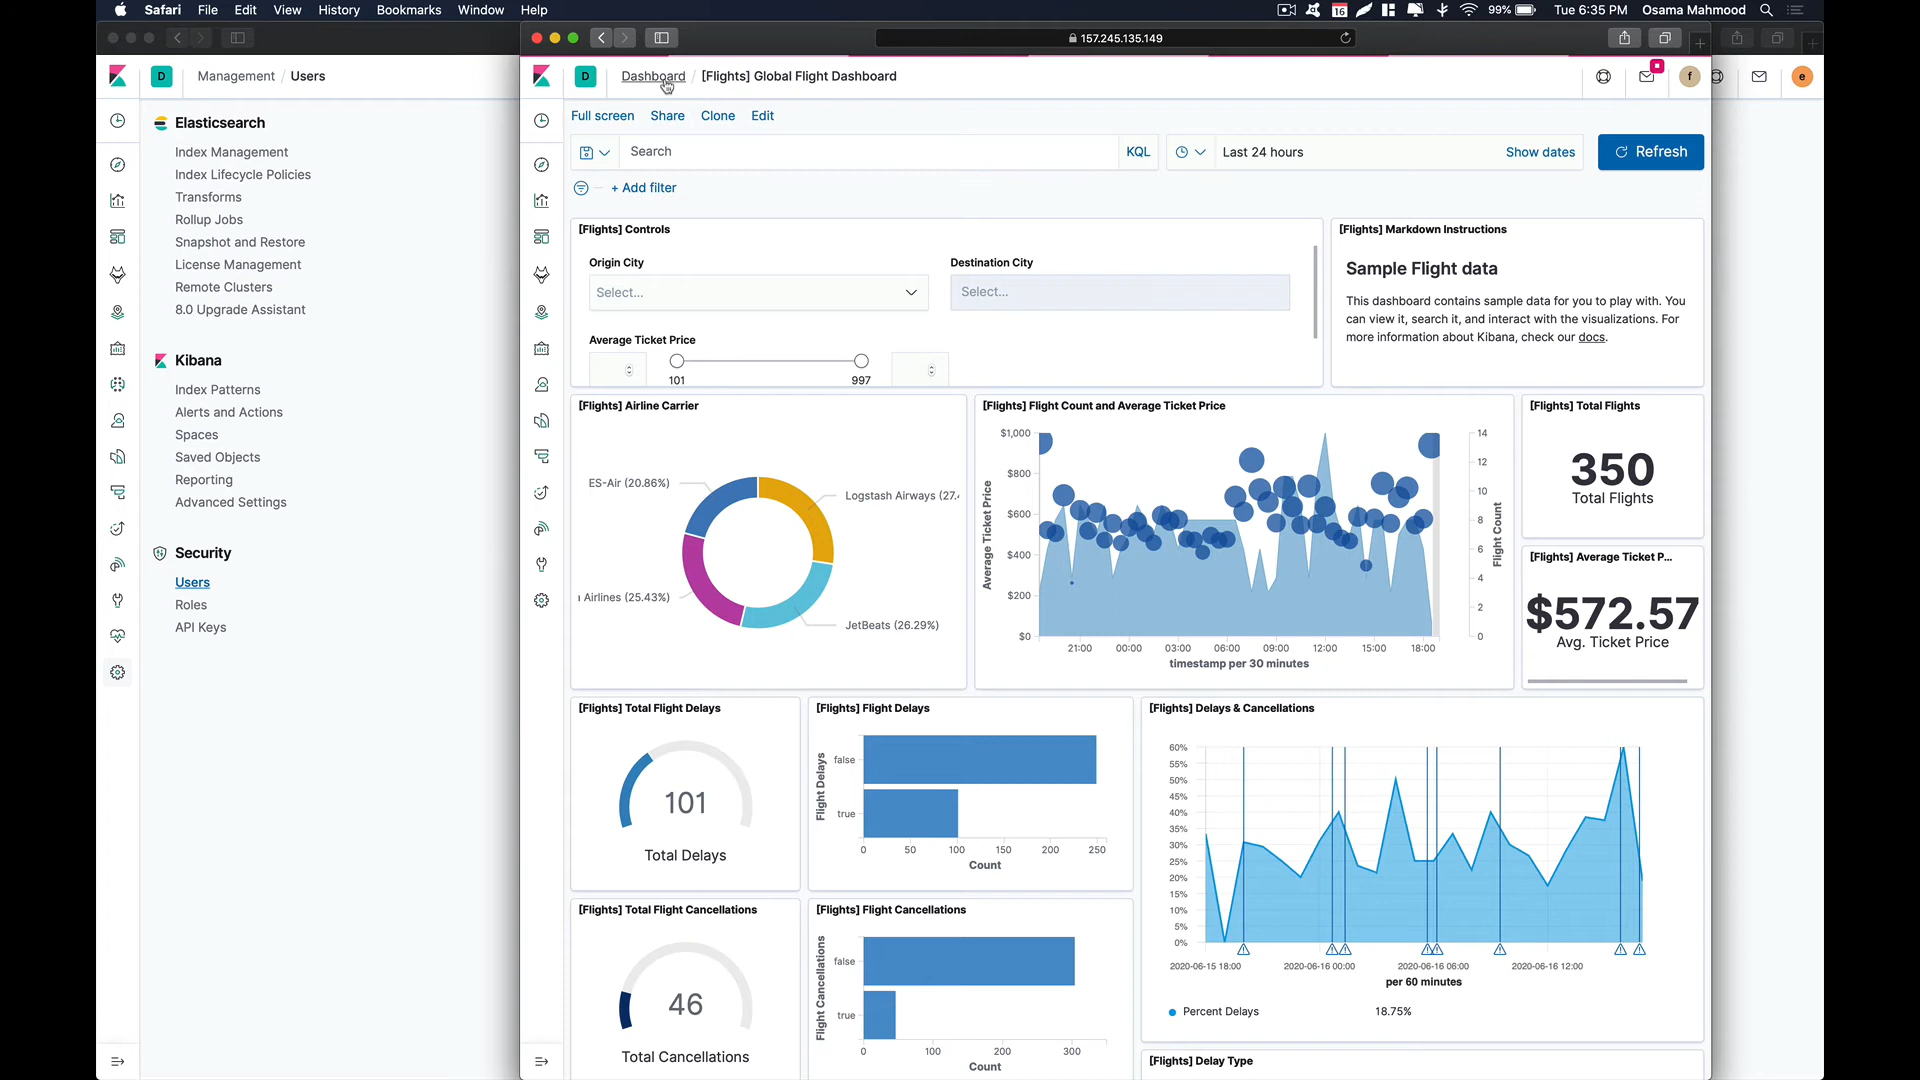 Safari File Edit View History Bookmarks Window Help
16 99% Tue 6:35 PM Osama Mahmood
157.245.135.149
D Management / Users
D Dashboard / [Flights] Global Flight Dashboard
f
e
Elasticsearch
Index Management
Index Lifecycle Policies
Transforms
Rollup Jobs
Snapshot and Restore
License Management
Remote Clusters
8.0 Upgrade Assistant
Kibana
Index Patterns
Alerts and Actions
Spaces
Saved Objects
Reporting
Advanced Settings
Security
Users
Roles
API Keys
Full screen Share Clone Edit
Search KQL Last 24 hours Show dates Refresh
+ Add filter
[Flights] Controls
Origin City Destination City
Select... Select...
Average Ticket Price
101 997
[Flights] Markdown Instructions
Sample Flight data
This dashboard contains sample data for you to play with. You
can view it, search it, and interact with the visualizations. For
more information about Kibana, check our docs.
[Flights] Airline Carrier
ES-Air (20.86%)
Logstash Airways (27.
Airlines (25.43%)
JetBeats (26.29%)
[Flights] Flight Count and Average Ticket Price
$1,000
$800
$600
$400
$200
$0
Average Ticket Price
14
12
10
8
6
4
2
0
Flight Count
21:00 00:00 03:00 06:00 09:00 12:00 15:00 18:00
timestamp per 30 minutes
[Flights] Total Flights
350
Total Flights
[Flights] Average Ticket P...
$572.57
Avg. Ticket Price
[Flights] Total Flight Delays
101
Total Delays
[Flights] Flight Delays
Flight Delays
false
true
0 50 100 150 200 250
Count
[Flights] Delays & Cancellations
60%
55%
50%
45%
40%
35%
30%
25%
20%
15%
10%
5%
0%
2020-06-15 18:00 2020-06-16 00:00 2020-06-16 06:00 2020-06-16 12:00
per 60 minutes
Percent Delays 18.75%
[Flights] Total Flight Cancellations
46
Total Cancellations
[Flights] Flight Cancellations
Flight Cancellations
false
true
0 100 200 300
Count
[Flights] Delay Type